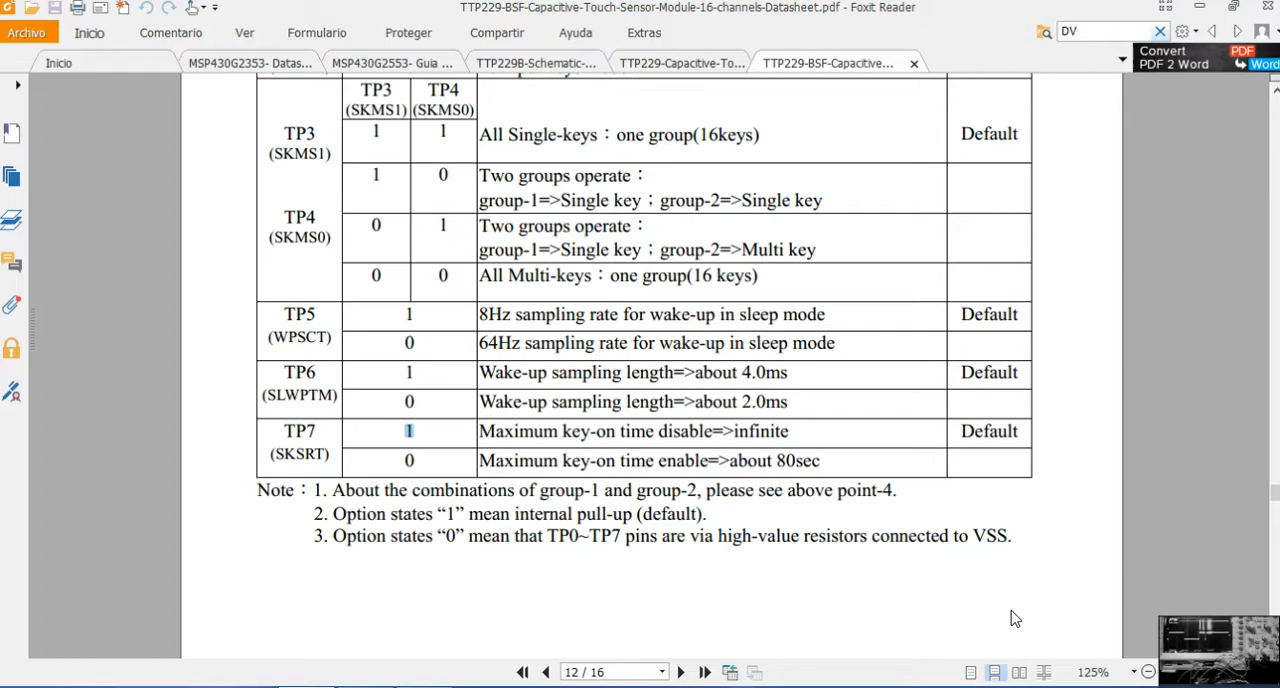 TTP229-BSF-Capacitive-Touch-Sensor-Module-16-channels-Datasheet.pdf - Foxit Reader
Archivo Inicio Comentario Ver Formulario Proteger Compartir Ayuda Extras DV
Inicio MSP430G2353- Datas... MSP430G2553- Guia ... TTP229B-Schematic-... TTP229-Capacitive-To... TTP229-BSF-Capacitive...
Convert PDF
PDF 2 Word Word
TP3 TP4
(SKMS1) (SKMS0)
TP3
(SKMS1)
1 1 All Single-keys：one group(16keys) Default
1 0 Two groups operate：
group-1=>Single key；group-2=>Single key
TP4
(SKMS0)
0 1 Two groups operate：
group-1=>Single key；group-2=>Multi key
0 0 All Multi-keys：one group(16 keys)
TP5 1 8Hz sampling rate for wake-up in sleep mode Default
(WPSCT) 0 64Hz sampling rate for wake-up in sleep mode
TP6 1 Wake-up sampling length=>about 4.0ms Default
(SLWPTM) 0 Wake-up sampling length=>about 2.0ms
TP7 1 Maximum key-on time disable=>infinite Default
(SKSRT) 0 Maximum key-on time enable=>about 80sec
Note：1. About the combinations of group-1 and group-2, please see above point-4.
2. Option states “1” mean internal pull-up (default).
3. Option states “0” mean that TP0~TP7 pins are via high-value resistors connected to VSS.
12 / 16 125%